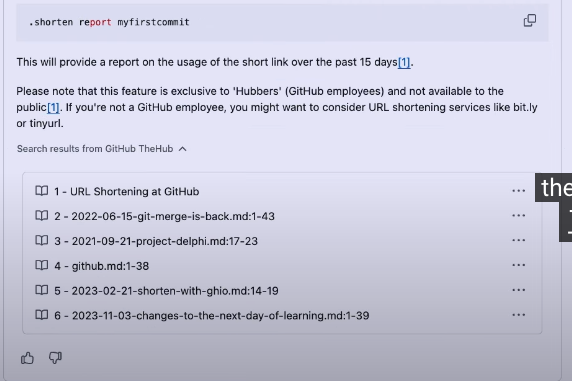 .shorten report myfirstcommit
This will provide a report on the usage of the short link over the past 15 days[1].
Please note that this feature is exclusive to 'Hubbers' (GitHub employees) and not available to the
public[1]. If you're not a GitHub employee, you might want to consider URL shortening services like bit.ly
or tinyurl.
Search results from GitHub TheHub
1 - URL Shortening at GitHub
2 - 2022-06-15-git-merge-is-back.md:1-43
3 - 2021-09-21-project-delphi.md:17-23
4 - github.md:1-38
5 - 2023-02-21-shorten-with-ghio.md:14-19
6 - 2023-11-03-changes-to-the-next-day-of-learning.md:1-39
the